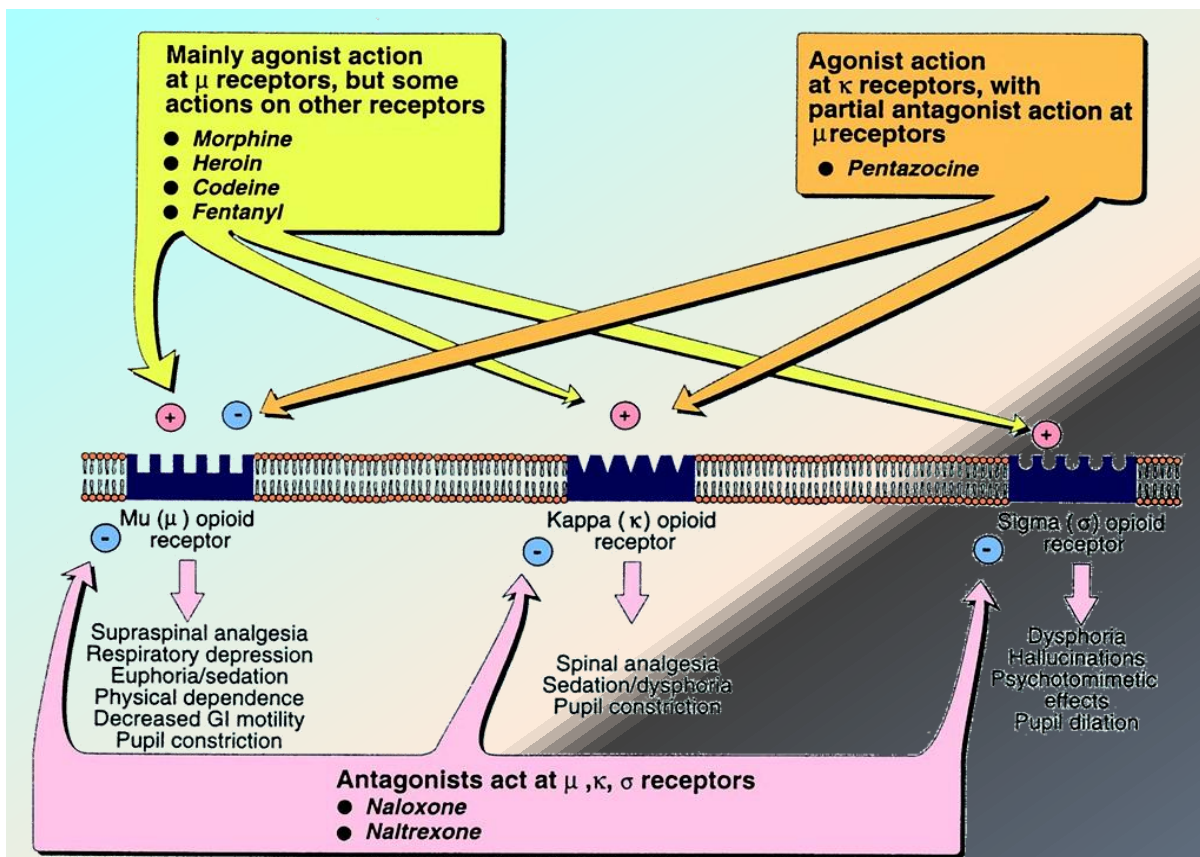 Mainly agonist action
at μ receptors, but some
actions on other receptors
● Morphine
● Heroin
● Codeine
● Fentanyl
Agonist action
at κ receptors, with
partial antagonist action at
μ receptors
● Pentazocine
+
-
+
+
Mu (μ) opioid
receptor
Kappa (κ) opioid
receptor
Sigma (σ) opioid
receptor
-
-
-
Supraspinal analgesia
Respiratory depression
Euphoria/sedation
Physical dependence
Decreased GI motility
Pupil constriction
Spinal analgesia
Sedation/dysphoria
Pupil constriction
Dysphoria
Hallucinations
Psychotomimetic
effects
Pupil dilation
Antagonists act at μ ,κ, σ receptors
● Naloxone
● Naltrexone